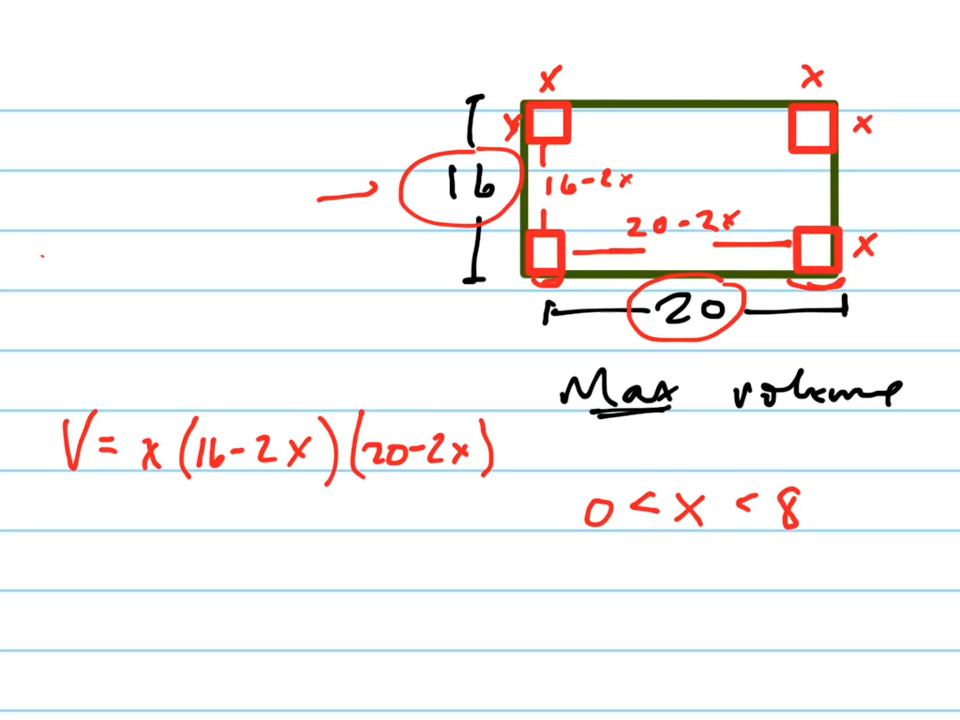 x x
x x
16 16-2x
20-2x
x
20
Max volume
V = x(16-2x)(20-2x)
0 < x < 8